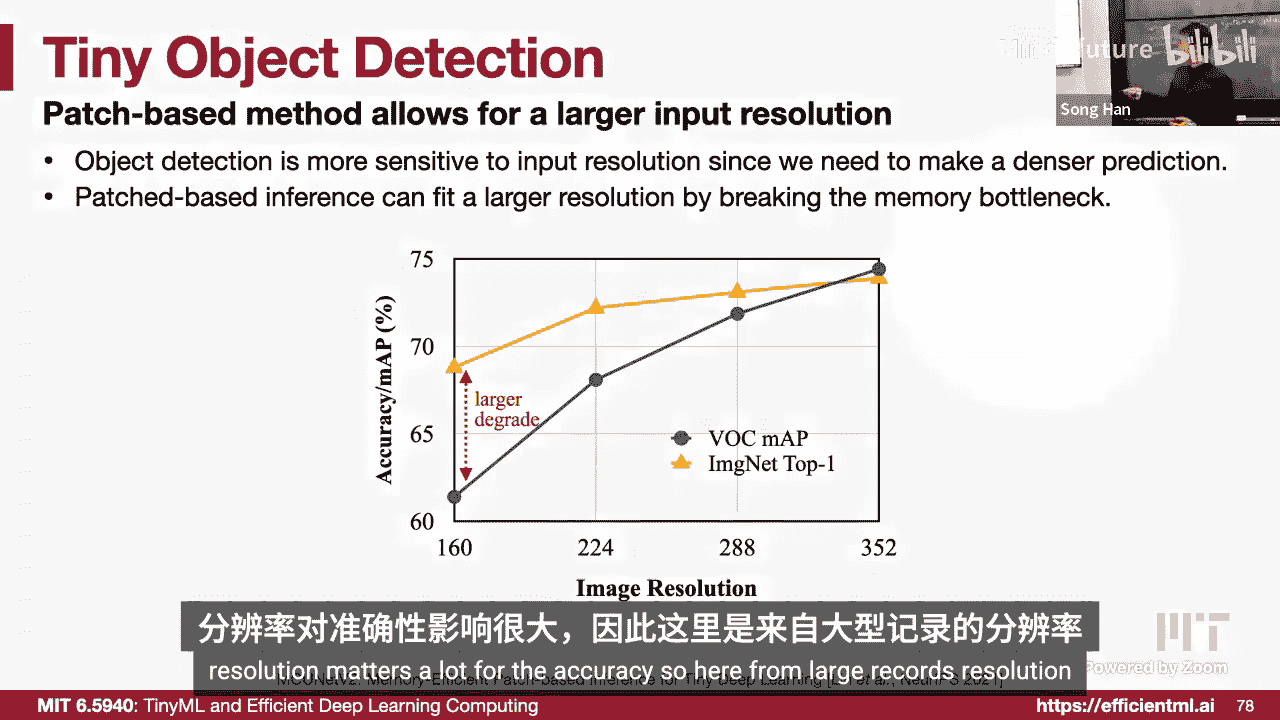 Tiny Object Detection
Patch-based method allows for a larger input resolution
• Object detection is more sensitive to input resolution since we need to make a denser prediction.
• Patched-based inference can fit a larger resolution by breaking the memory bottleneck.
future bilibili
Song Han
75
70
65
60
Accuracy/mAP (%)
larger
degrade
VOC mAP
ImgNet Top-1
160 224 288 352
Image Resolution
分辨率对准确性影响很大，因此这里是来自大型记录的分辨率
resolution matters a lot for the accuracy so here from large records resolution
MIT
Powered by Zoom
MIT 6.5940: TinyML and Efficient Deep Learning Computing
https://efficientml.ai 78